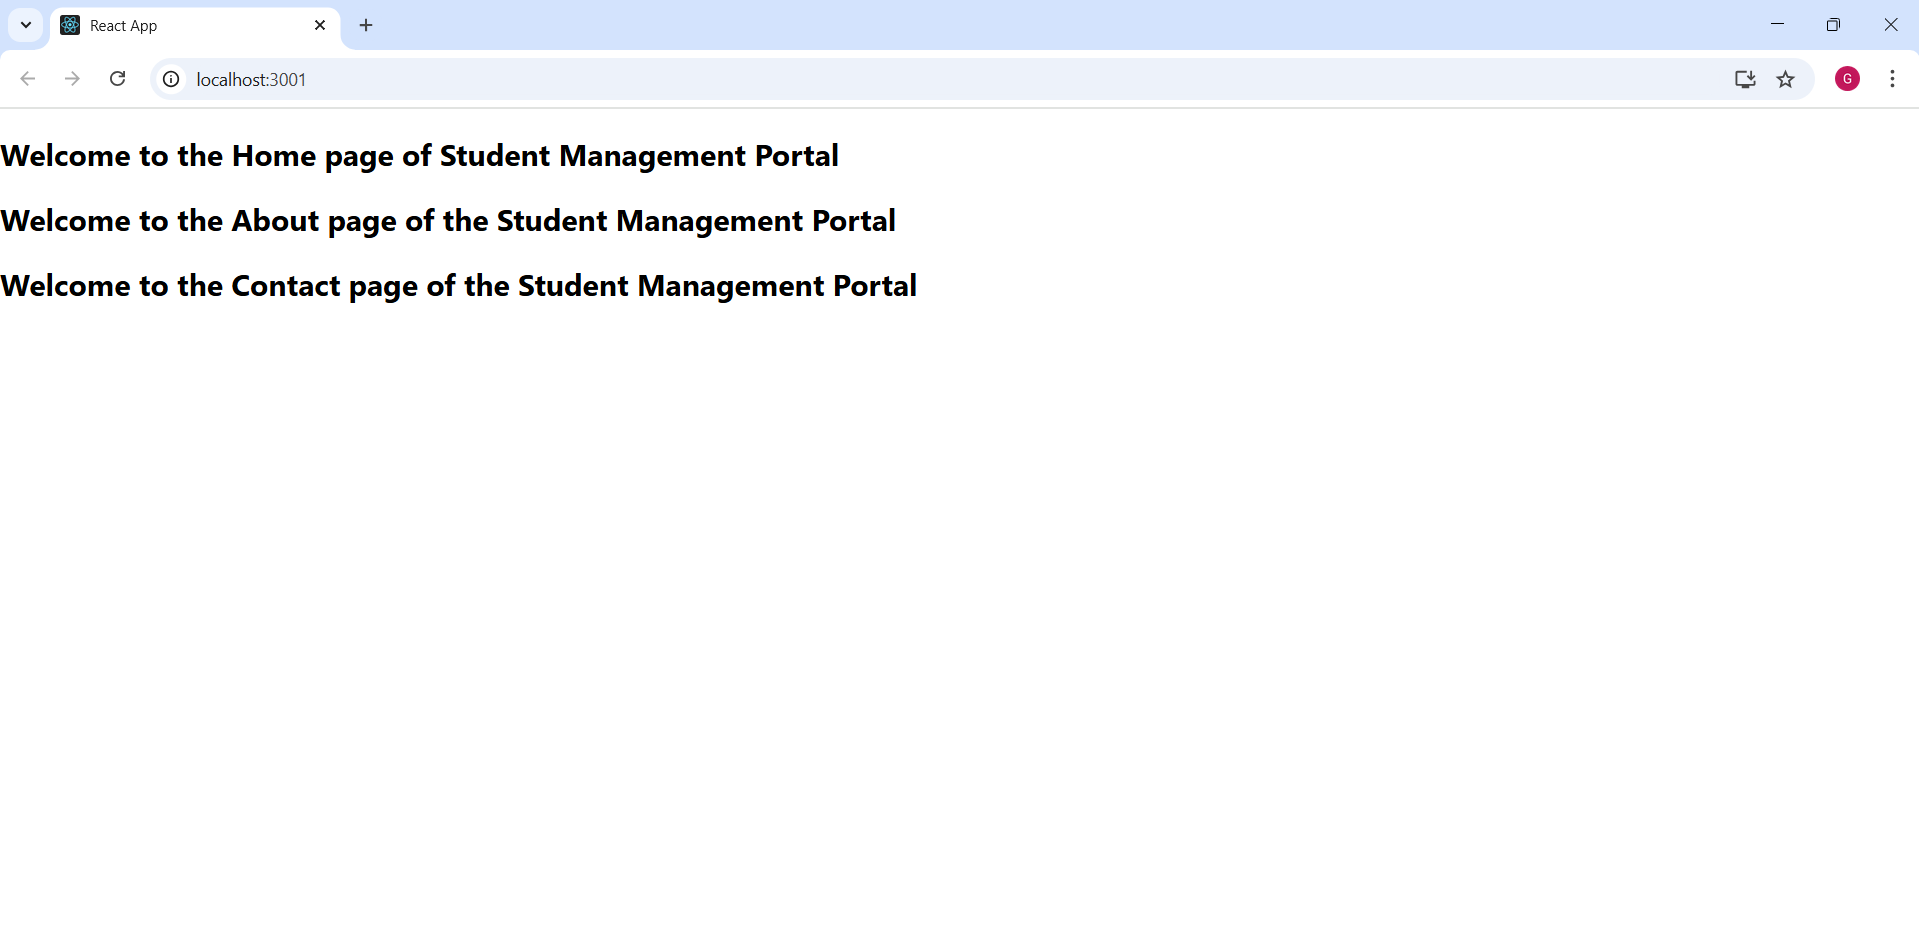 React App
localhost:3001
G
Welcome to the Home page of Student Management Portal
Welcome to the About page of the Student Management Portal
Welcome to the Contact page of the Student Management Portal